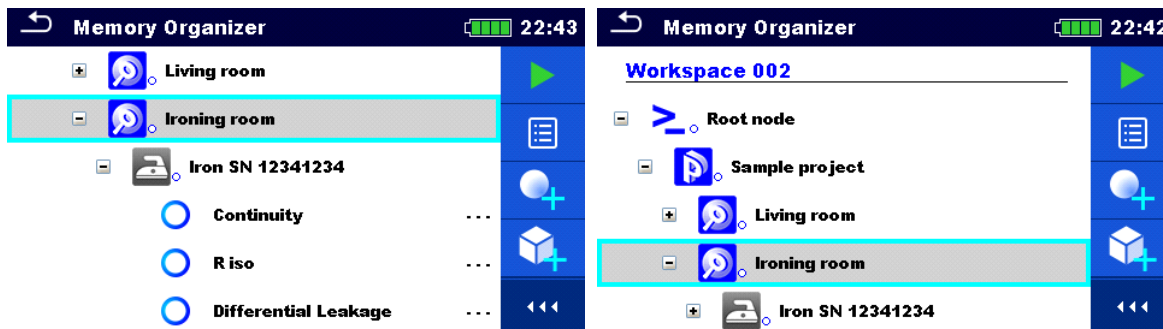 Memory Organizer 22:43
Living room
Ironing room
Iron SN 12341234
Continuity ---
R iso ---
Differential Leakage ---
Memory Organizer 22:42
Workspace 002
Root node
Sample project
Living room
Ironing room
Iron SN 12341234